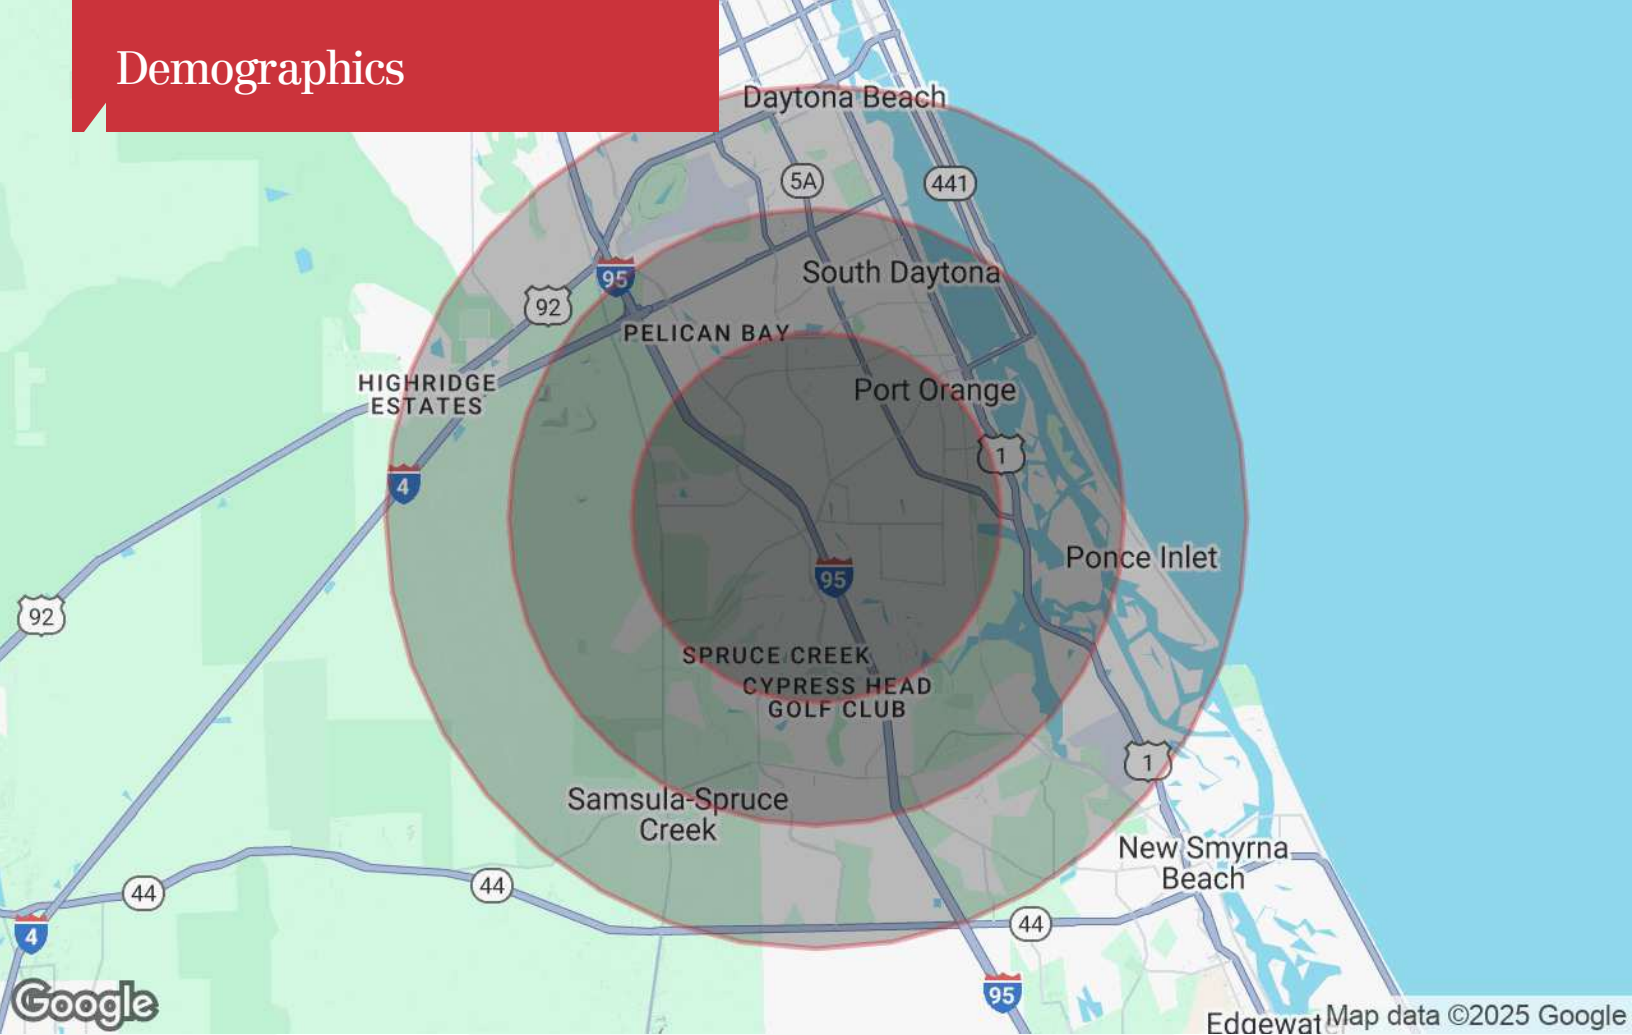 Demographics
Daytona Beach
5A
441
South Daytona
95
92
PELICAN BAY
HIGHRIDGE
ESTATES
Port Orange
1
4
Ponce Inlet
95
92
SPRUCE CREEK
CYPRESS HEAD
GOLF CLUB
1
Samsula-Spruce
Creek
New Smyrna
Beach
44
44
44
4
95
Google
Map data ©2025 Google